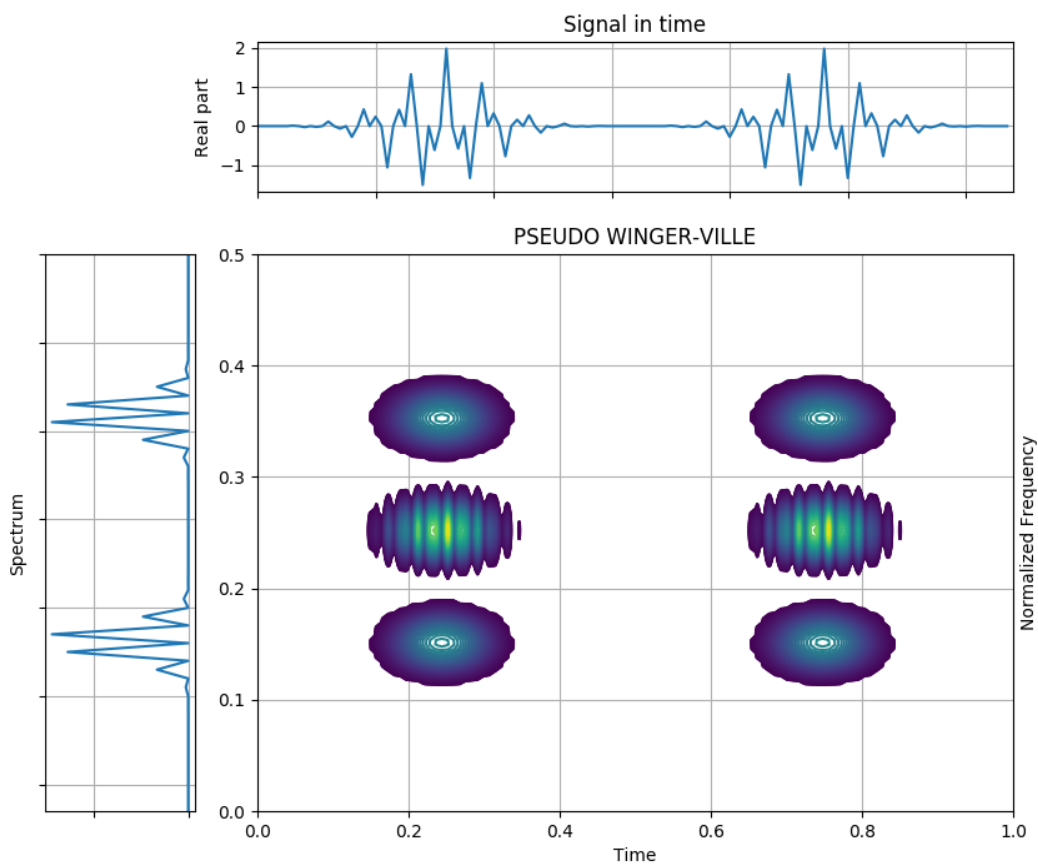 Signal in time
Real part
2
1
0
−1
PSEUDO WINGER-VILLE
Spectrum
0.5
0.4
0.3
0.2
0.1
0.0
Normalized Frequency
0.0 0.2 0.4 0.6 0.8 1.0
Time